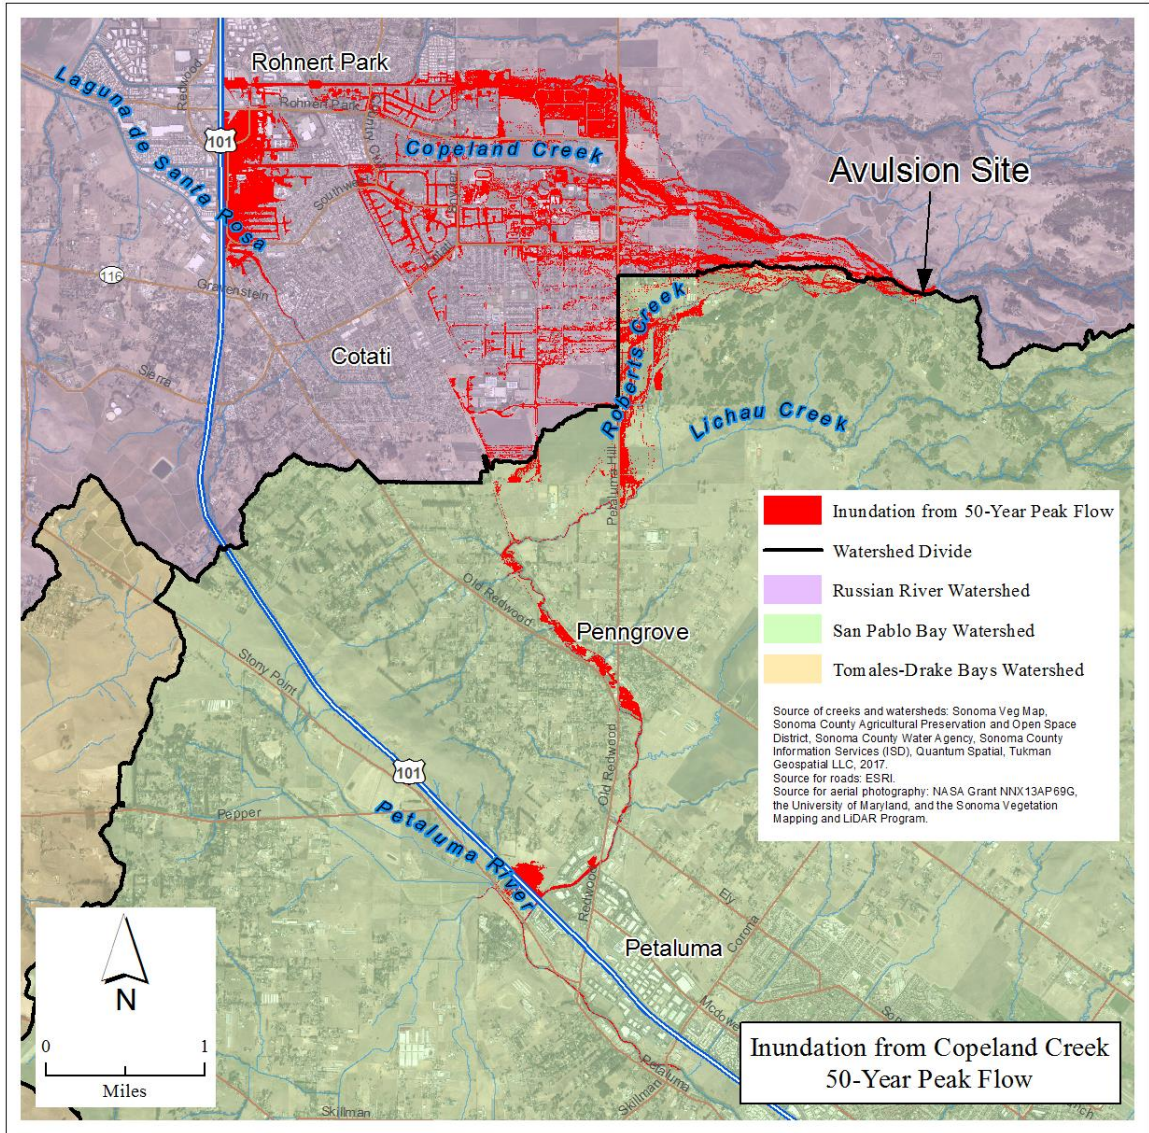 Rohnert Park
Redwood
Laguna de Santa Rosa
Rohnert Park
101
Copeland Creek
Avulsion Site
Snyder
Southwest
116
Gravenstein
Roberts Creek
Cotati
Sierra
Lichau Creek
Petaluma Hill
Inundation from 50-Year Peak Flow
Watershed Divide
Russian River Watershed
San Pablo Bay Watershed
Tomales-Drake Bays Watershed
Source of creeks and watersheds: Sonoma Veg Map,
Sonoma County Agricultural Preservation and Open Space
District, Sonoma County Water Agency, Sonoma County
Information Services (ISD), Quantum Spatial, Tukman
Geospatial LLC, 2017.
Source for roads: ESRI.
Source for aerial photography: NASA Grant NNX13AP69G,
the University of Maryland, and the Sonoma Vegetation
Mapping and LiDAR Program.
Old Redwood
Penngrove
Stony Point
Old Redwood
101
Pepper
Petaluma River
Redwood
Ely
Corona
Petaluma
N
0 1
Miles
Petaluma
Skillman
Skillman
Inundation from Copeland Creek
50-Year Peak Flow